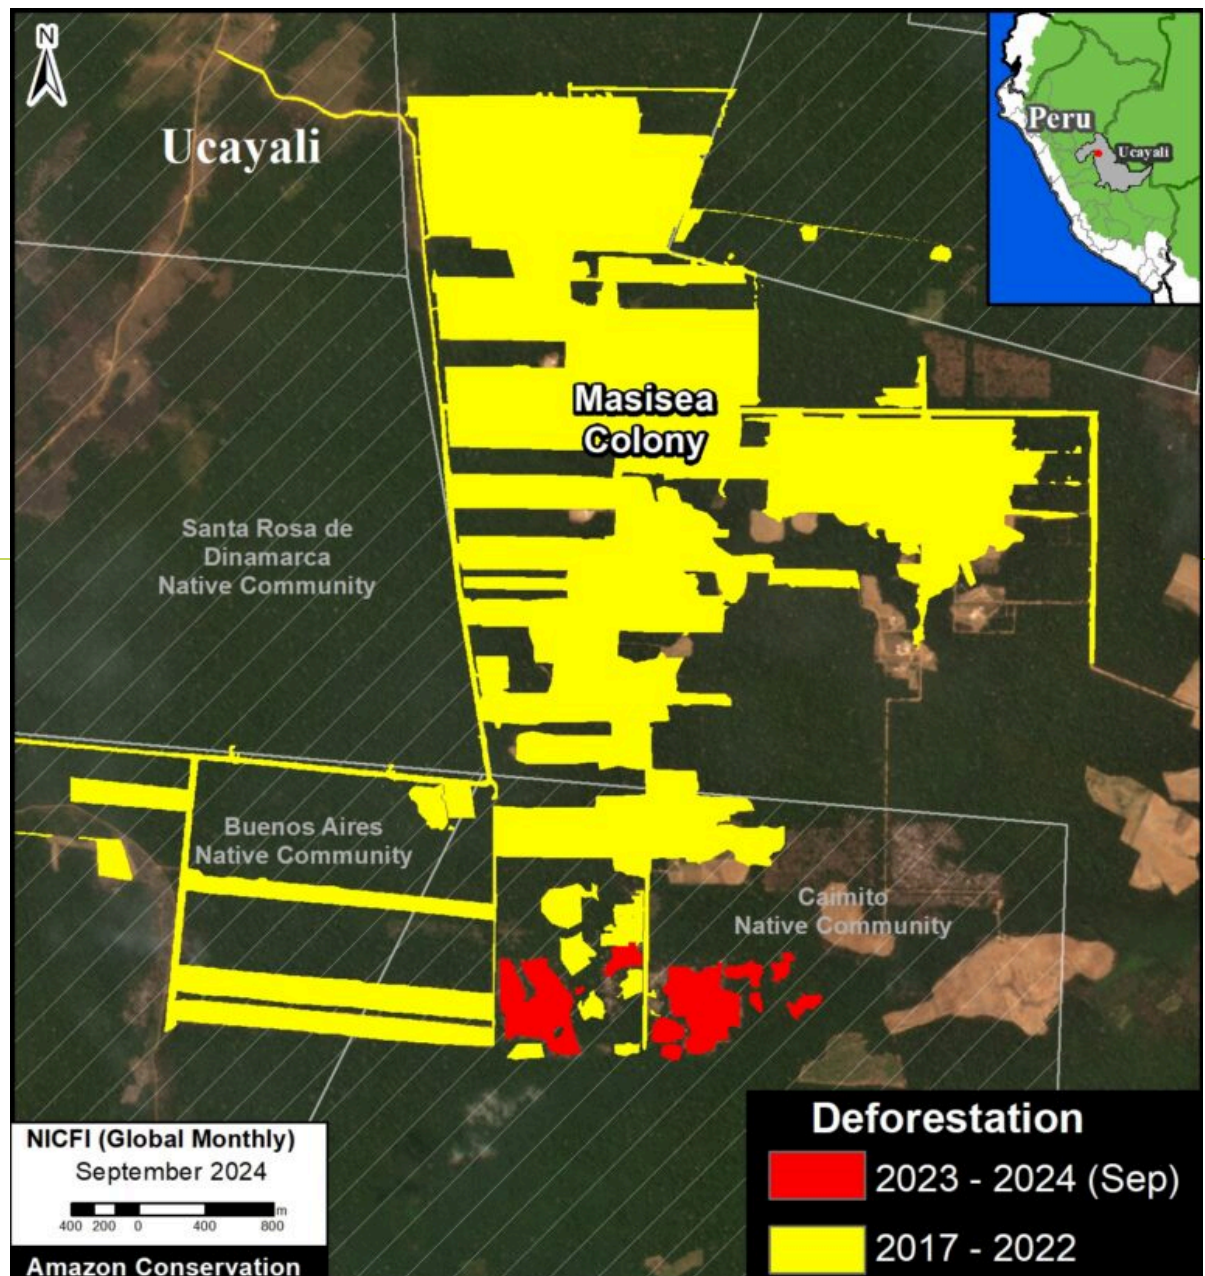 N
Ucayali
Peru
Ucayali
Masisea
Colony
Santa Rosa de
Dinamarca
Native Community
Buenos Aires
Native Community
Caimito
Native Community
NICFI (Global Monthly)
September 2024
400 200 0 400 800 m
Amazon Conservation
Deforestation
2023 - 2024 (Sep)
2017 - 2022